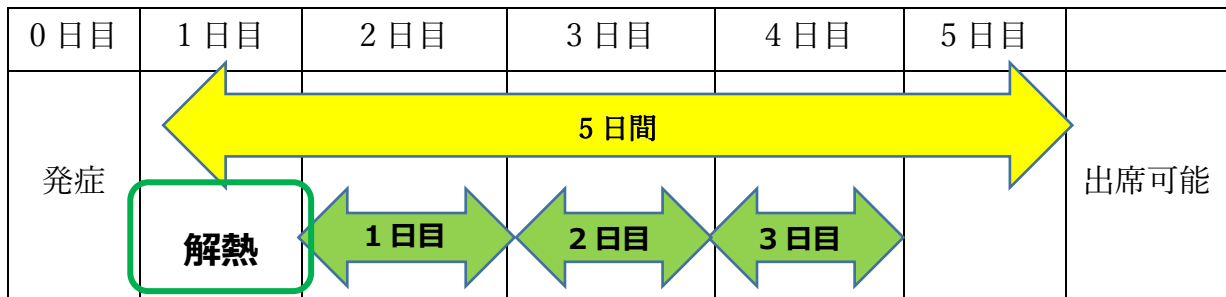 0日目 1日目 2日目 3日目 4日目 5日目
5日間
発症 出席可能
解熱 1日目 2日目 3日目